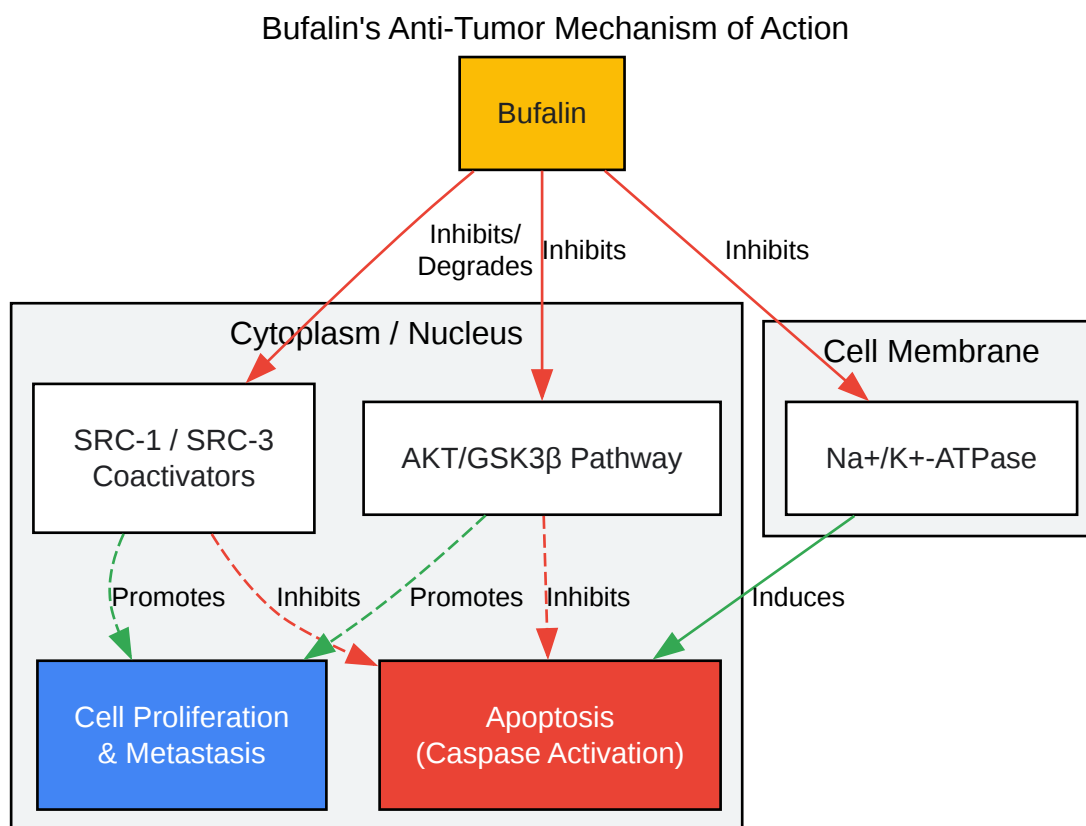 Bufalin's Anti-Tumor Mechanism of Action
Bufalin
Inhibits/
Degrades
Inhibits
Inhibits
Cytoplasm / Nucleus
Cell Membrane
SRC-1 / SRC-3
Coactivators
AKT/GSK3β Pathway
Na+/K+-ATPase
Promotes
Inhibits
Promotes
Inhibits
Induces
Cell Proliferation
& Metastasis
Apoptosis
(Caspase Activation)